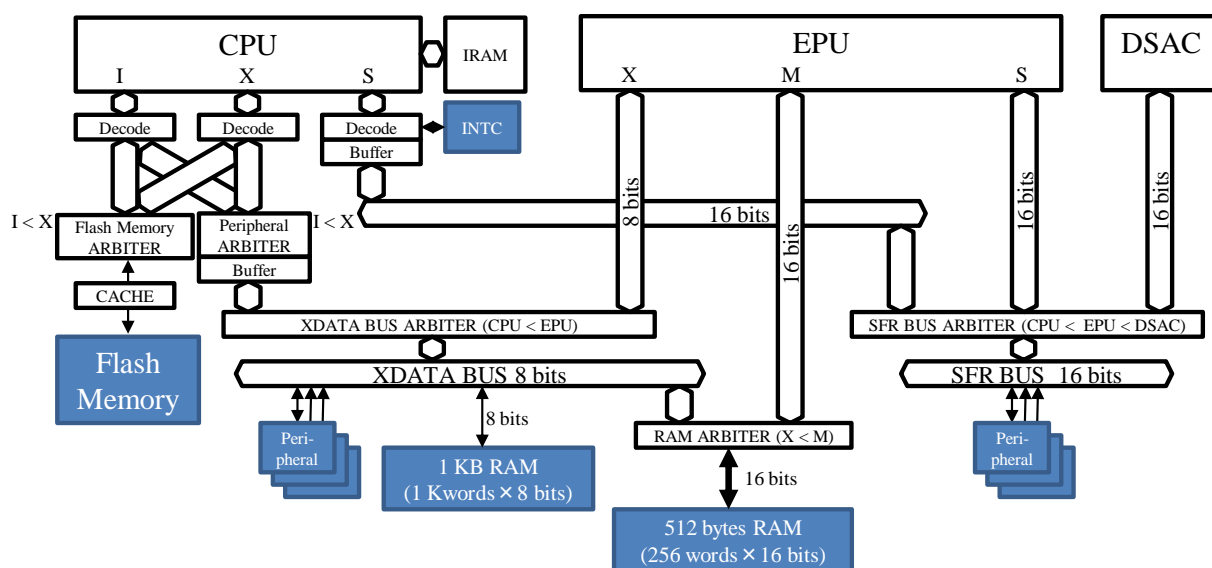 CPU
EPU
DSAC
IRAM
I
X
S
X
M
S
Decode
Decode
Decode
Buffer
INTC
8 bits
16 bits
16 bits
16 bits
16 bits
I < X
Flash Memory
ARBITER
Peripheral
ARBITER
Buffer
I < X
CACHE
XDATA BUS ARBITER (CPU < EPU)
SFR BUS ARBITER (CPU < EPU < DSAC)
Flash
Memory
XDATA BUS 8 bits
SFR BUS 16 bits
8 bits
Peri-
pheral
RAM ARBITER (X < M)
Peri-
pheral
1 KB RAM
(1 Kwords × 8 bits)
16 bits
512 bytes RAM
(256 words × 16 bits)